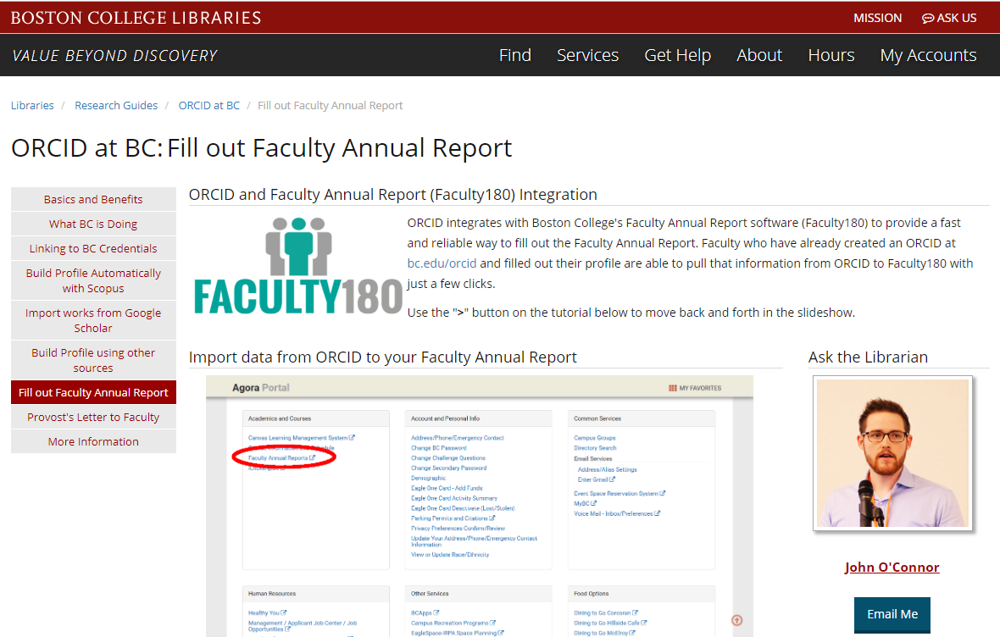 BOSTON COLLEGE LIBRARIES
MISSION
ASK US
VALUE BEYOND DISCOVERY
Find
Services
Get Help
About
Hours
My Accounts
Libraries / Research Guides / ORCID at BC / Fill out Faculty Annual Report
ORCID at BC: Fill out Faculty Annual Report
Basics and Benefits
What BC is Doing
Linking to BC Credentials
Build Profile Automatically
with Scopus
Import works from Google
Scholar
Build Profile using other
sources
Fill out Faculty Annual Report
Provost's Letter to Faculty
More Information
ORCID and Faculty Annual Report (Faculty180) Integration
FACULTY180
ORCID integrates with Boston College's Faculty Annual Report software (Faculty180) to provide a fast
and reliable way to fill out the Faculty Annual Report. Faculty who have already created an ORCID at
bc.edu/orcid and filled out their profile are able to pull that information from ORCID to Faculty180 with
just a few clicks.
Use the ">" button on the tutorial below to move back and forth in the slideshow.
Import data from ORCID to your Faculty Annual Report
Agora Portal
MY FAVORITES
Academics and Courses
Canvas Learning Management System
Faculty Annual Reports
Account and Personal Info
Address/Phone/Emergency Contact
Change BC Password
Change Challenge Questions
Change Secondary Password
Demographic
Eagle One Card - Add Funds
Eagle One Card Activity Summary
Eagle One Card Deactivate (Lost/Stolen)
Parking Permits and Citations
Privacy Preferences Confirm/Review
Update Your Address/Phone/Emergency Contact
Information
View or Update Race/Ethnicity
Common Services
Campus Groups
Directory Search
Email Services
Address/Alias Settings
Enter Gmail
Event Space Reservation System
MyBC
Voice Mail - Inbox/Preferences
Human Resources
Healthy You
Management / Applicant Job Center / Job
Opportunities
Other Services
BCApps
Campus Recreation Programs
EagleSpace-IRPA Space Planning
Food Options
Dining to Go Corcoran
Dining to Go Hillside Cafe
Dining to Go McElroy
Ask the Librarian
John O'Connor
Email Me